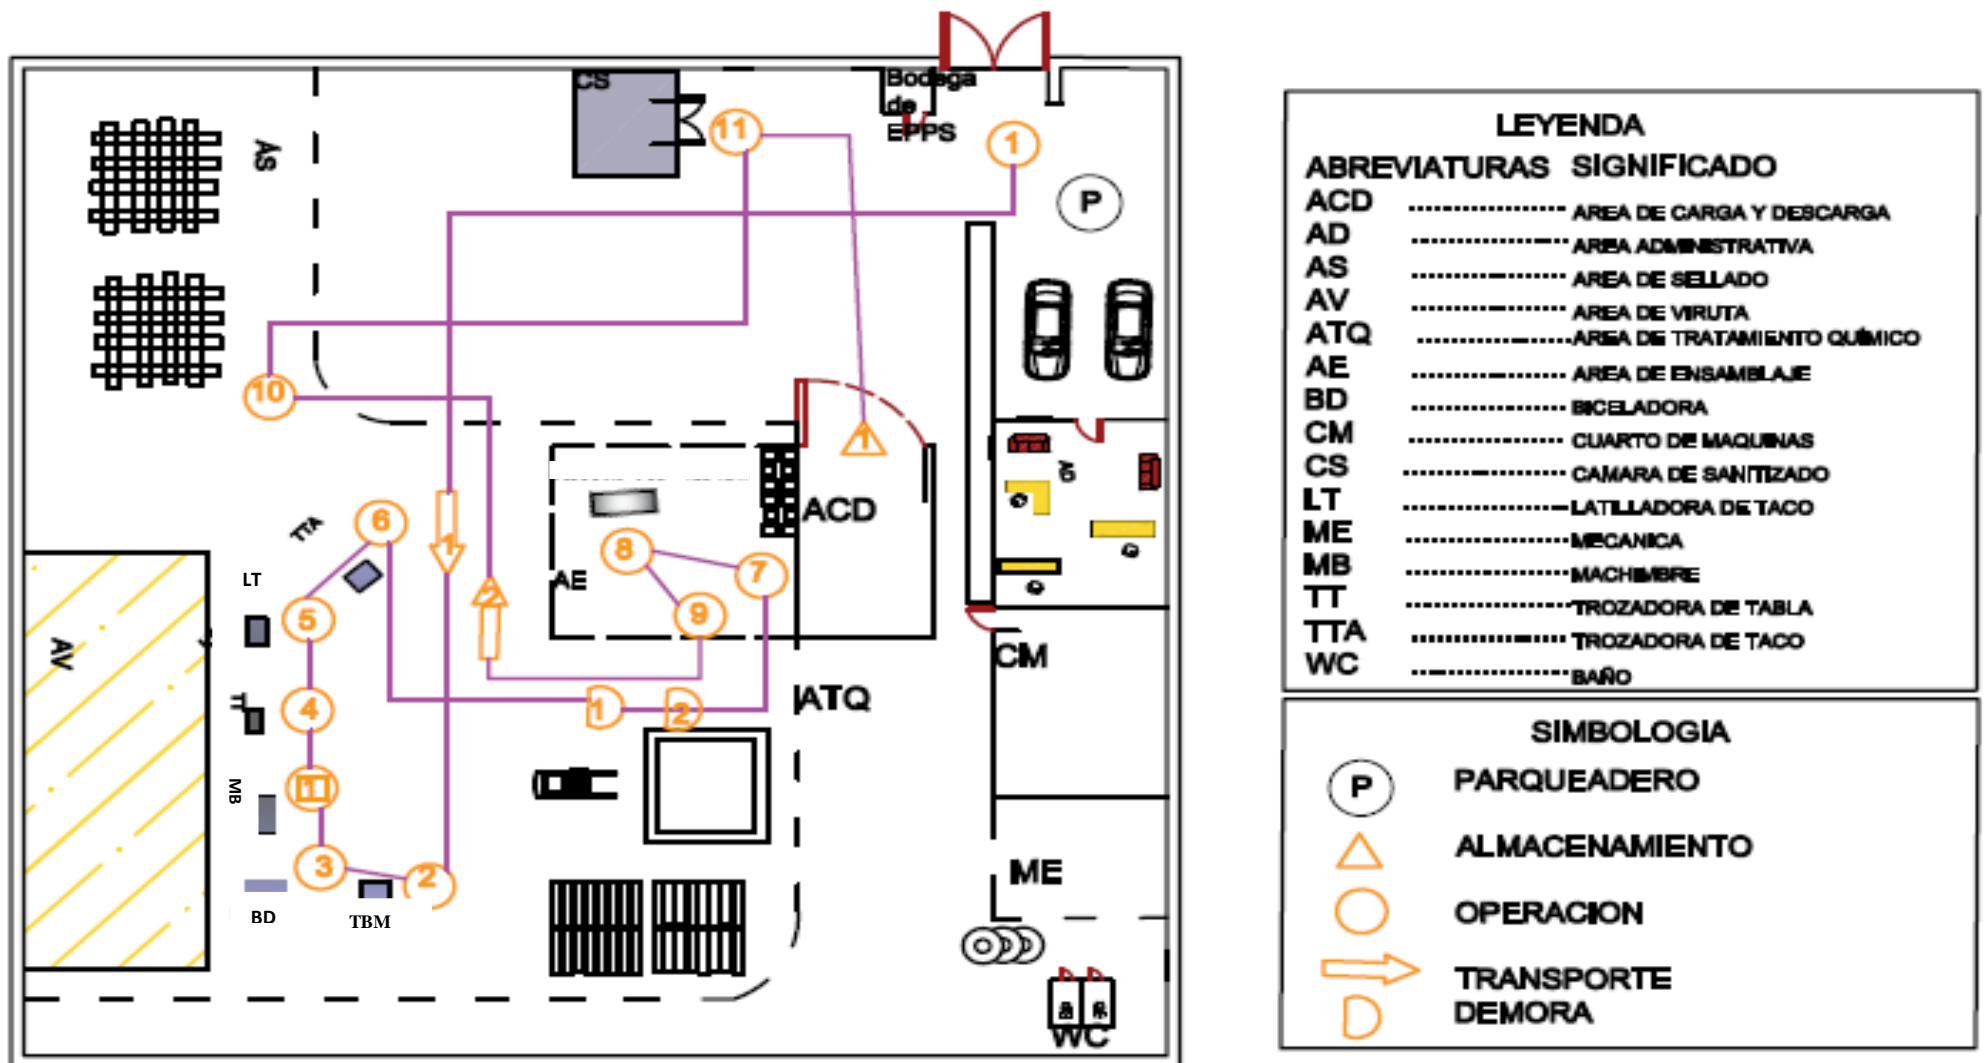 CS
Bodega
de
EPPS
11
1
As
P
10
1
ACD
AD
TTA
6
1
8
7
AE
2
9
LT
5
CM
AV
4
TT
1
2
ATQ
MB
1
3
2
ME
BD
TBM
WC
LEYENDA
ABREVIATURAS SIGNIFICADO
ACD AREA DE CARGA Y DESCARGA
AD AREA ADMINISTRATIVA
AS AREA DE SELLADO
AV AREA DE VIRUTA
ATQ AREA DE TRATAMIENTO QUÍMICO
AE AREA DE ENSAMBLAJE
BD BICELADORA
CM CUARTO DE MAQUINAS
CS CAMARA DE SANITIZADO
LT LATILLADORA DE TACO
ME MECANICA
MB MACHIMBRE
TT TROZADORA DE TABLA
TTA TROZADORA DE TACO
WC BAÑO
SIMBOLOGIA
P PARQUEADERO
ALMACENAMIENTO
OPERACION
TRANSPORTE
DEMORA